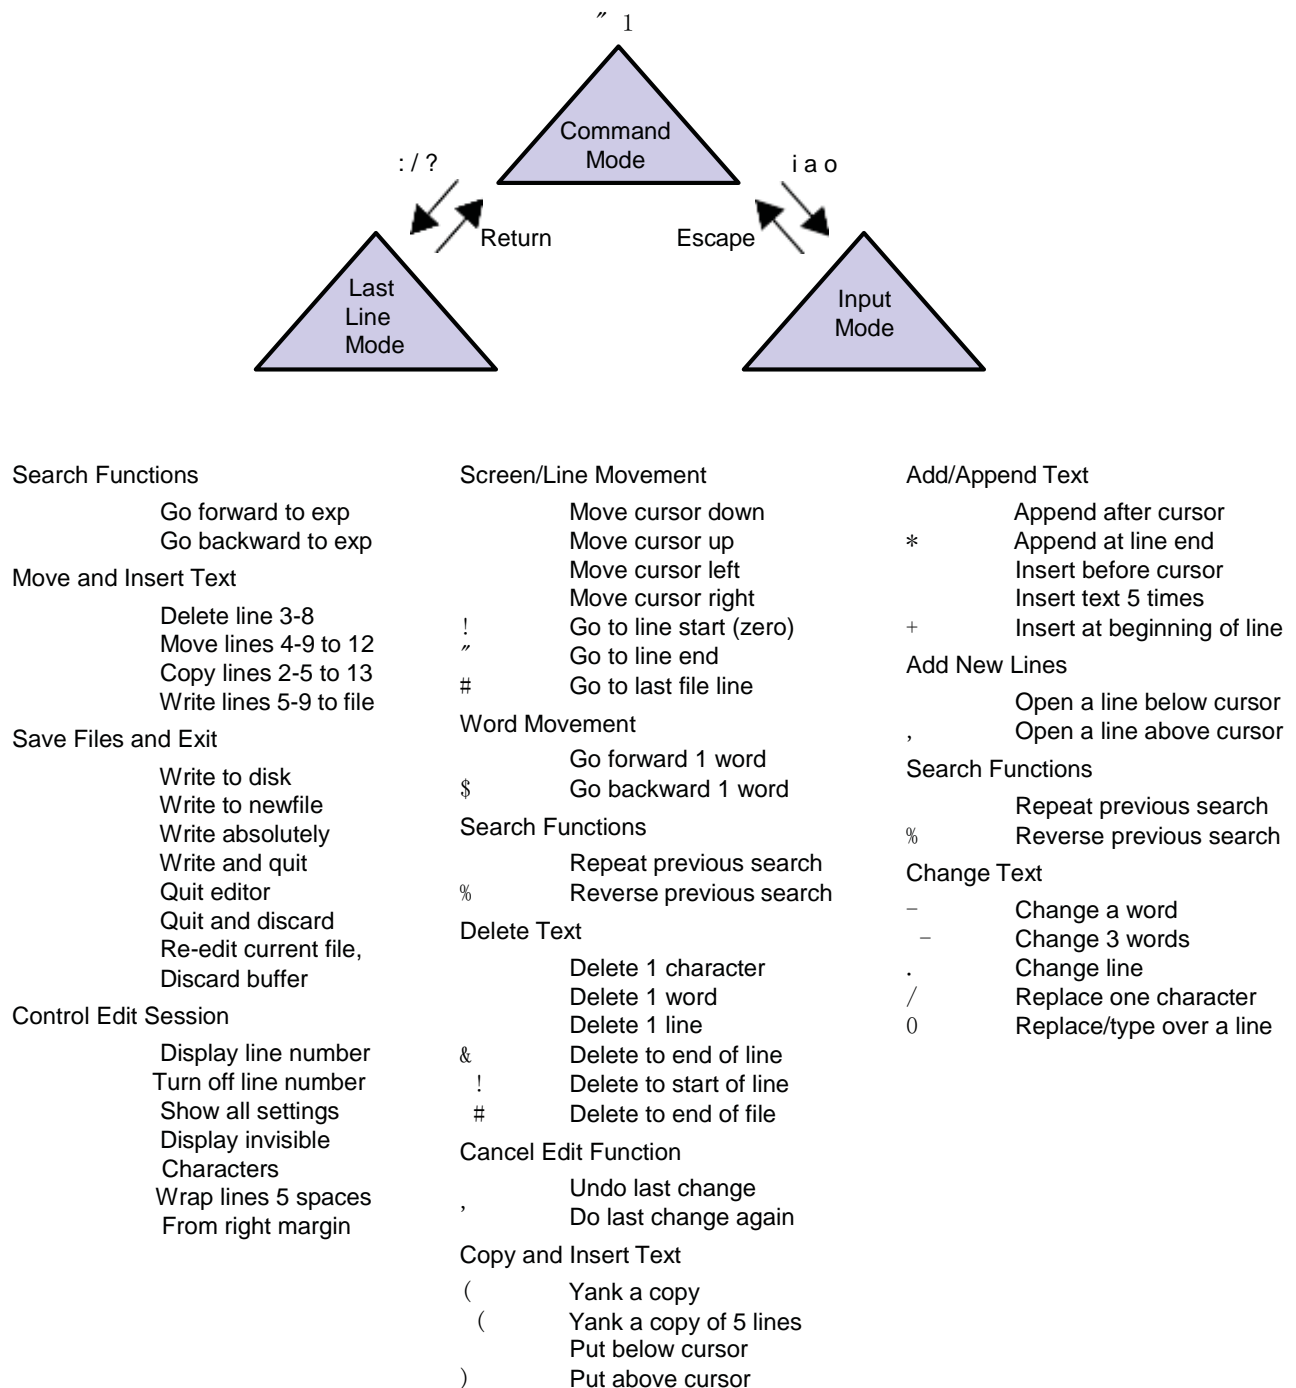 ″ 1
Command
Mode
: / ?
i a o
Return
Escape
Last
Line
Mode
Input
Mode
Search Functions
Go forward to exp
Go backward to exp
Move and Insert Text
Delete line 3-8
Move lines 4-9 to 12
Copy lines 2-5 to 13
Write lines 5-9 to file
Save Files and Exit
Write to disk
Write to newfile
Write absolutely
Write and quit
Quit editor
Quit and discard
Re-edit current file,
Discard buffer
Control Edit Session
Display line number
Turn off line number
Show all settings
Display invisible
Characters
Wrap lines 5 spaces
From right margin
Screen/Line Movement
Move cursor down
Move cursor up
Move cursor left
Move cursor right
! Go to line start (zero)
″ Go to line end
# Go to last file line
Word Movement
Go forward 1 word
$ Go backward 1 word
Search Functions
Repeat previous search
% Reverse previous search
Delete Text
Delete 1 character
Delete 1 word
Delete 1 line
& Delete to end of line
! Delete to start of line
# Delete to end of file
Cancel Edit Function
Undo last change
, Do last change again
Copy and Insert Text
( Yank a copy
( Yank a copy of 5 lines
Put below cursor
) Put above cursor
Add/Append Text
Append after cursor
* Append at line end
Insert before cursor
Insert text 5 times
+ Insert at beginning of line
Add New Lines
Open a line below cursor
, Open a line above cursor
Search Functions
Repeat previous search
% Reverse previous search
Change Text
– Change a word
– Change 3 words
. Change line
/ Replace one character
0 Replace/type over a line